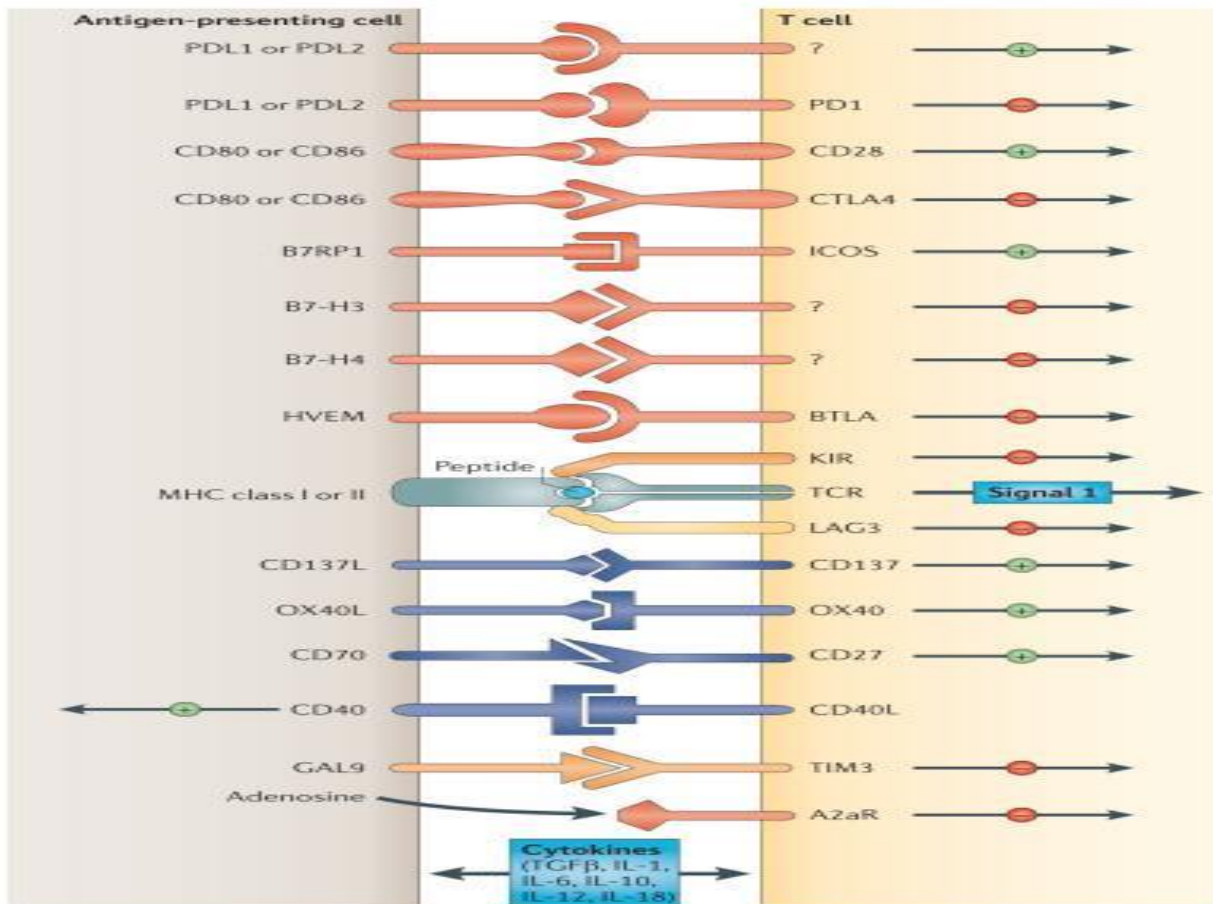 Antigen-presenting cell T cell
PDL1 or PDL2 ? +
PDL1 or PDL2 PD1 –
CD80 or CD86 CD28 +
CD80 or CD86 CTLA4 –
B7RP1 ICOS +
B7-H3 ? –
B7-H4 ? –
HVEM BTLA –
KIR –
Peptide
MHC class I or II TCR Signal 1
LAG3 –
CD137L CD137 +
OX40L OX40 +
CD70 CD27 +
+ CD40 CD40L
GAL9 TIM3 –
Adenosine
A2aR –
Cytokines
(TGFβ, IL-1,
IL-6, IL-10,
IL-12, IL-18)